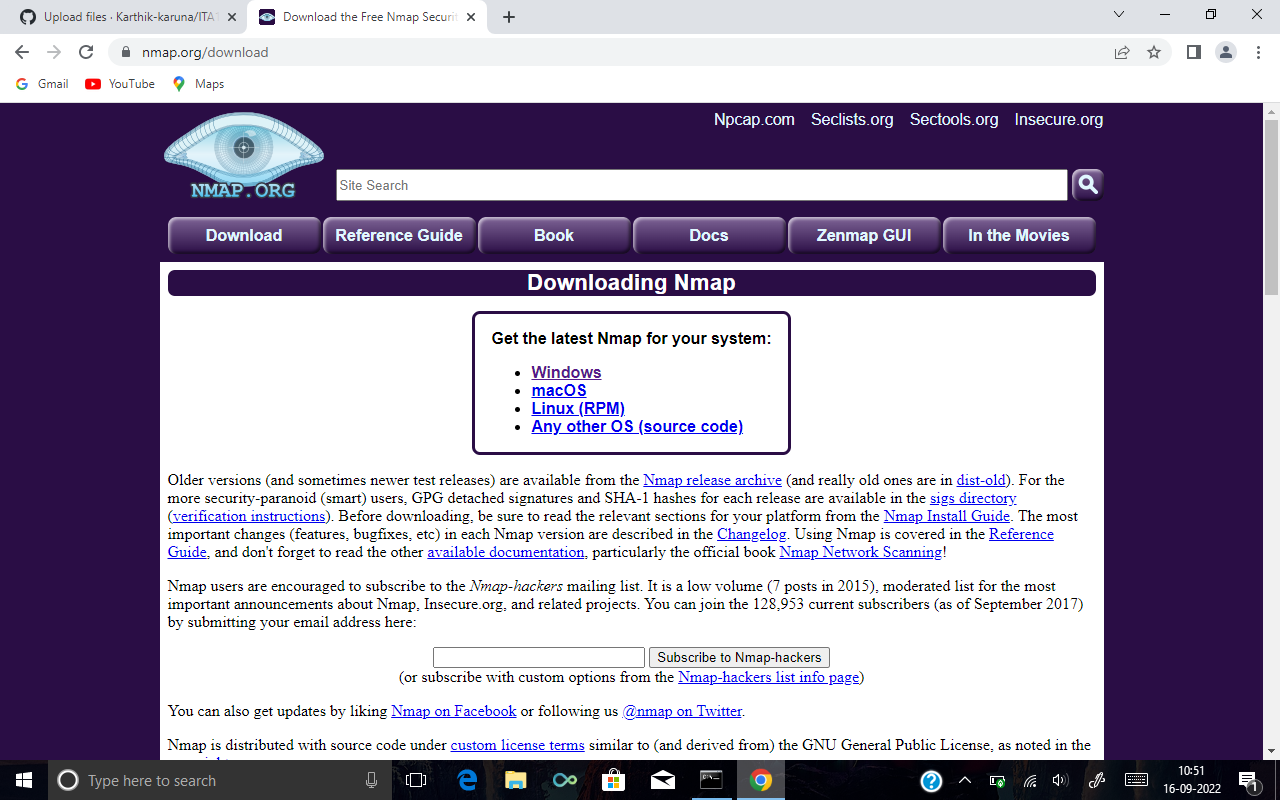 Upload files · Karthik-karuna/ITA1
Download the Free Nmap Securit
nmap.org/download
Gmail YouTube Maps
Npcap.com Seclists.org Sectools.org Insecure.org
NMAP.ORG
Site Search
Download Reference Guide Book Docs Zenmap GUI In the Movies
Downloading Nmap
Get the latest Nmap for your system:
• Windows
• macOS
• Linux (RPM)
• Any other OS (source code)
Older versions (and sometimes newer test releases) are available from the Nmap release archive (and really old ones are in dist-old). For the
more security-paranoid (smart) users, GPG detached signatures and SHA-1 hashes for each release are available in the sigs directory
(verification instructions). Before downloading, be sure to read the relevant sections for your platform from the Nmap Install Guide. The most
important changes (features, bugfixes, etc) in each Nmap version are described in the Changelog. Using Nmap is covered in the Reference
Guide, and don't forget to read the other available documentation, particularly the official book Nmap Network Scanning!
Nmap users are encouraged to subscribe to the Nmap-hackers mailing list. It is a low volume (7 posts in 2015), moderated list for the most
important announcements about Nmap, Insecure.org, and related projects. You can join the 128,953 current subscribers (as of September 2017)
by submitting your email address here:
Subscribe to Nmap-hackers
(or subscribe with custom options from the Nmap-hackers list info page)
You can also get updates by liking Nmap on Facebook or following us @nmap on Twitter.
Nmap is distributed with source code under custom license terms similar to (and derived from) the GNU General Public License, as noted in the
Type here to search
10:51
16-09-2022
1